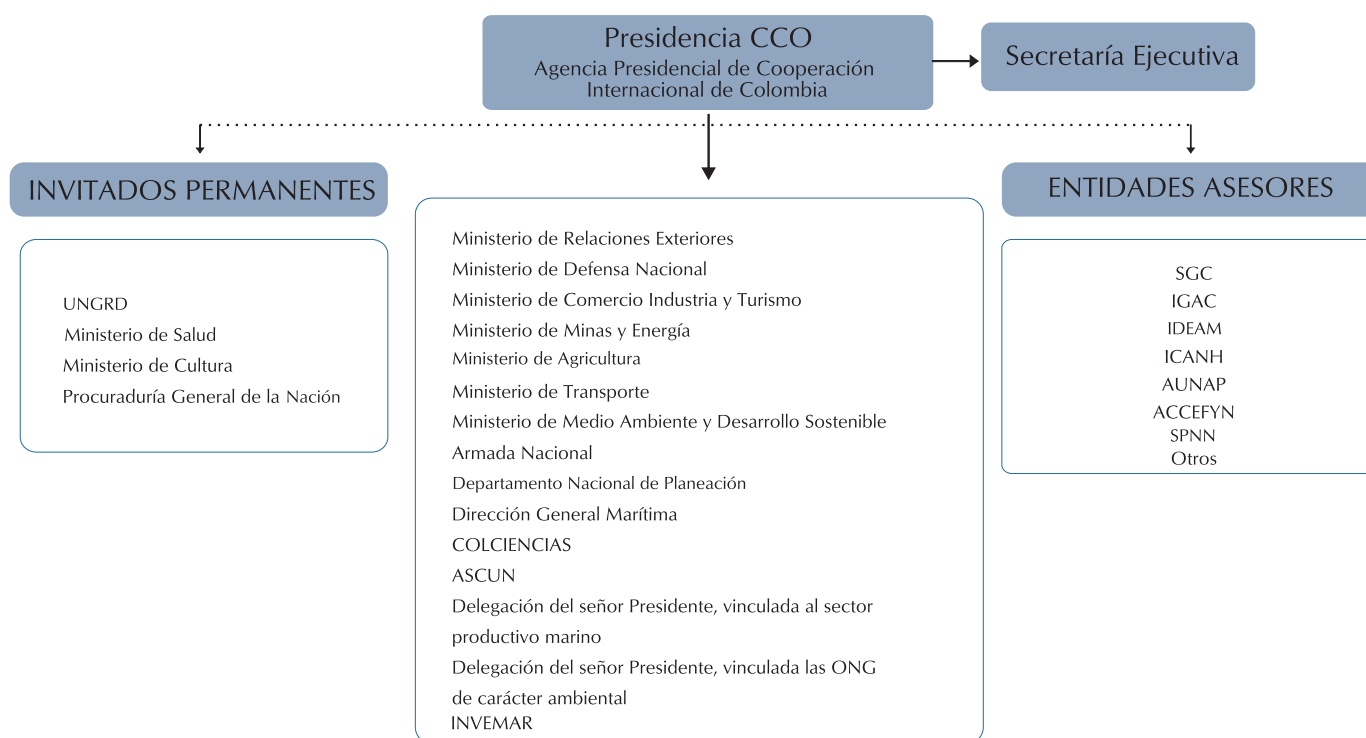 Presidencia CCO
Agencia Presidencial de Cooperación
Internacional de Colombia
Secretaría Ejecutiva
INVITADOS PERMANENTES
UNGRD
Ministerio de Salud
Ministerio de Cultura
Procuraduría General de la Nación
Ministerio de Relaciones Exteriores
Ministerio de Defensa Nacional
Ministerio de Comercio Industria y Turismo
Ministerio de Minas y Energía
Ministerio de Agricultura
Ministerio de Transporte
Ministerio de Medio Ambiente y Desarrollo Sostenible
Armada Nacional
Departamento Nacional de Planeación
Dirección General Marítima
COLCIENCIAS
ASCUN
Delegación del señor Presidente, vinculada al sector
productivo marino
Delegación del señor Presidente, vinculada las ONG
de carácter ambiental
INVEMAR
ENTIDADES ASESORES
SGC
IGAC
IDEAM
ICANH
AUNAP
ACCEFYN
SPNN
Otros